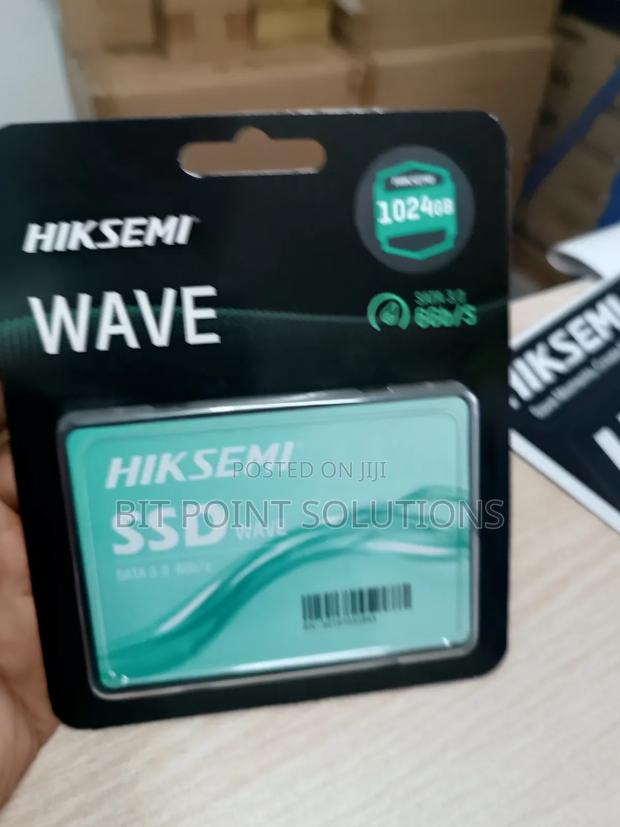 HIKSEMI
1024GB
WAVE
SATA 3.0
6Gb/s
HIKSEMI
SSD WAVE
SATA 3.0 6Gb/s
POSTED ON JIJI
BIT POINT SOLUTIONS
HIKSEMI